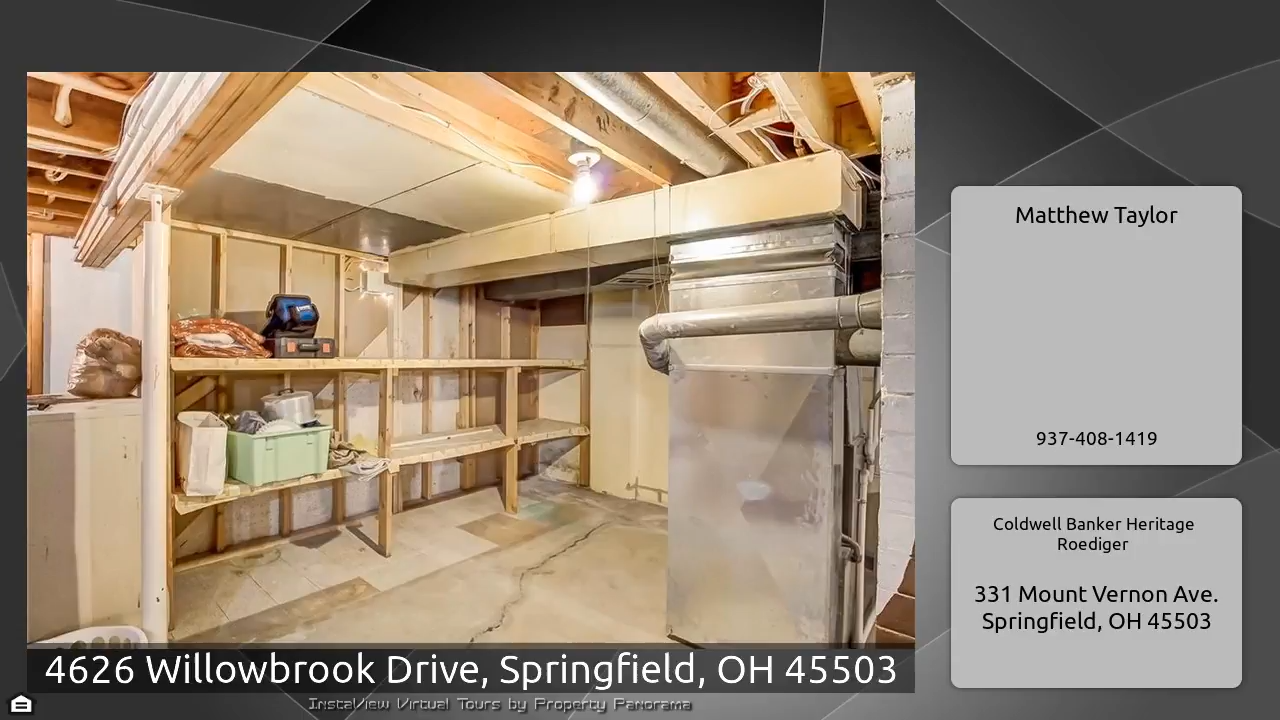 Matthew Taylor
937-408-1419
Coldwell Banker Heritage
Roediger
331 Mount Vernon Ave.
Springfield, OH 45503
4626 Willowbrook Drive, Springfield, OH 45503
InstaView Virtual Tours by Property Panorama